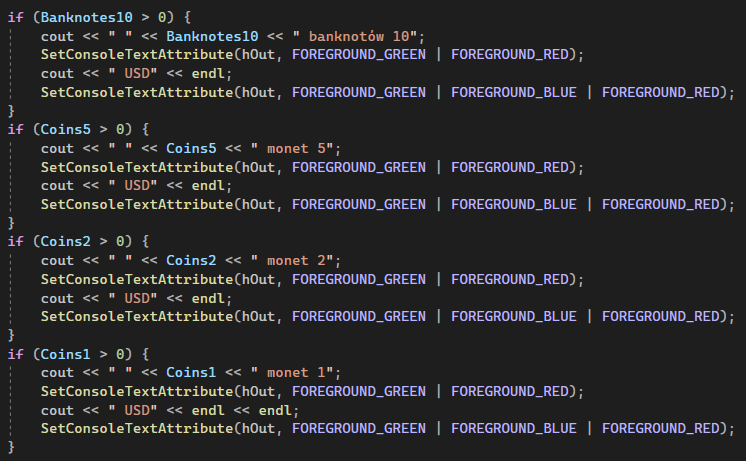 if (Banknotes10 > 0) {
    cout << " " << Banknotes10 << " banknotów 10";
    SetConsoleTextAttribute(hOut, FOREGROUND_GREEN | FOREGROUND_RED);
    cout << " USD" << endl;
    SetConsoleTextAttribute(hOut, FOREGROUND_GREEN | FOREGROUND_BLUE | FOREGROUND_RED);
}
if (Coins5 > 0) {
    cout << " " << Coins5 << " monet 5";
    SetConsoleTextAttribute(hOut, FOREGROUND_GREEN | FOREGROUND_RED);
    cout << " USD" << endl;
    SetConsoleTextAttribute(hOut, FOREGROUND_GREEN | FOREGROUND_BLUE | FOREGROUND_RED);
}
if (Coins2 > 0) {
    cout << " " << Coins2 << " monet 2";
    SetConsoleTextAttribute(hOut, FOREGROUND_GREEN | FOREGROUND_RED);
    cout << " USD" << endl;
    SetConsoleTextAttribute(hOut, FOREGROUND_GREEN | FOREGROUND_BLUE | FOREGROUND_RED);
}
if (Coins1 > 0) {
    cout << " " << Coins1 << " monet 1";
    SetConsoleTextAttribute(hOut, FOREGROUND_GREEN | FOREGROUND_RED);
    cout << " USD" << endl << endl;
    SetConsoleTextAttribute(hOut, FOREGROUND_GREEN | FOREGROUND_BLUE | FOREGROUND_RED);
}